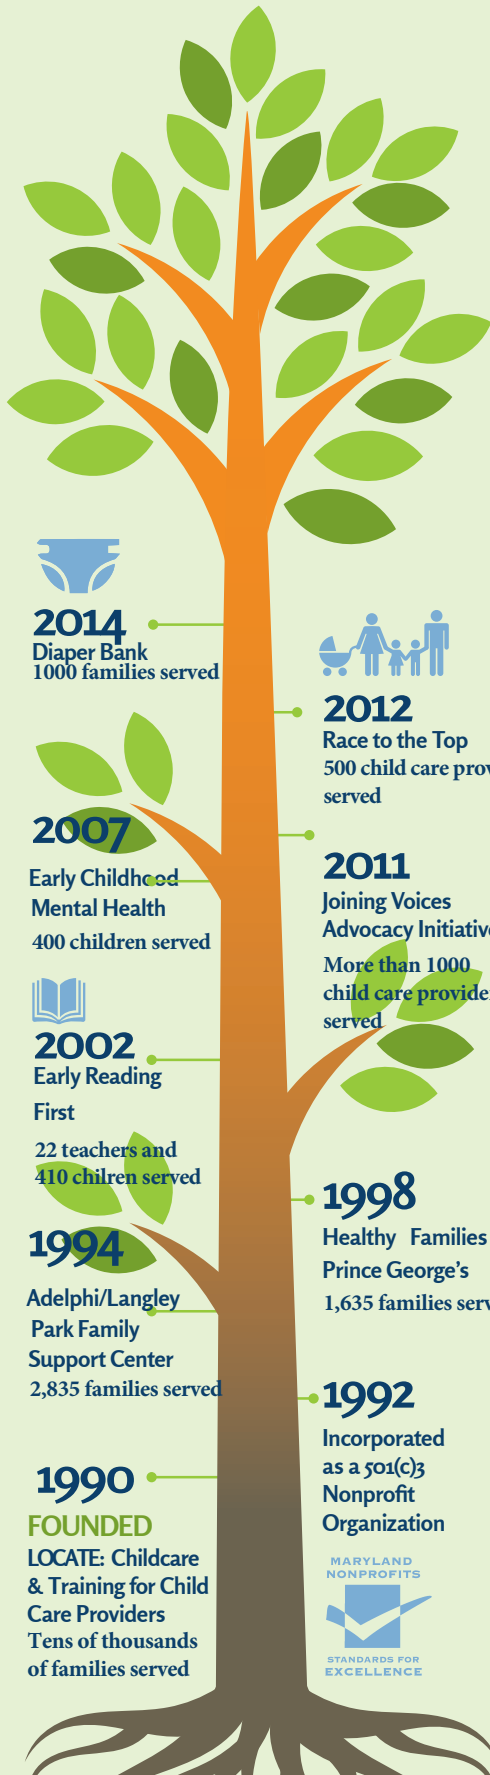 2014
Diaper Bank
1000 families served
2012
Race to the Top
500 child care prov
served
2007
Early Childhood
Mental Health
400 children served
2011
Joining Voices
Advocacy Initiative
More than 1000
child care provide
served
2002
Early Reading
First
22 teachers and
410 chilren served
1998
Healthy Families
Prince George's
1,635 families serv
1994
Adelphi/Langley
Park Family
Support Center
2,835 families served
1992
Incorporated
as a 501(c)3
Nonprofit
Organization
1990
FOUNDED
LOCATE: Childcare
& Training for Child
Care Providers
Tens of thousands
of families served
MARYLAND
NONPROFITS
STANDARDS FOR
EXCELLENCE